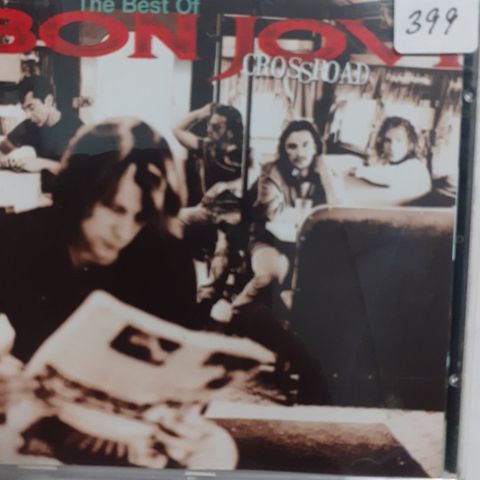 The Best Of
BON JOVI
CROSSROAD
399